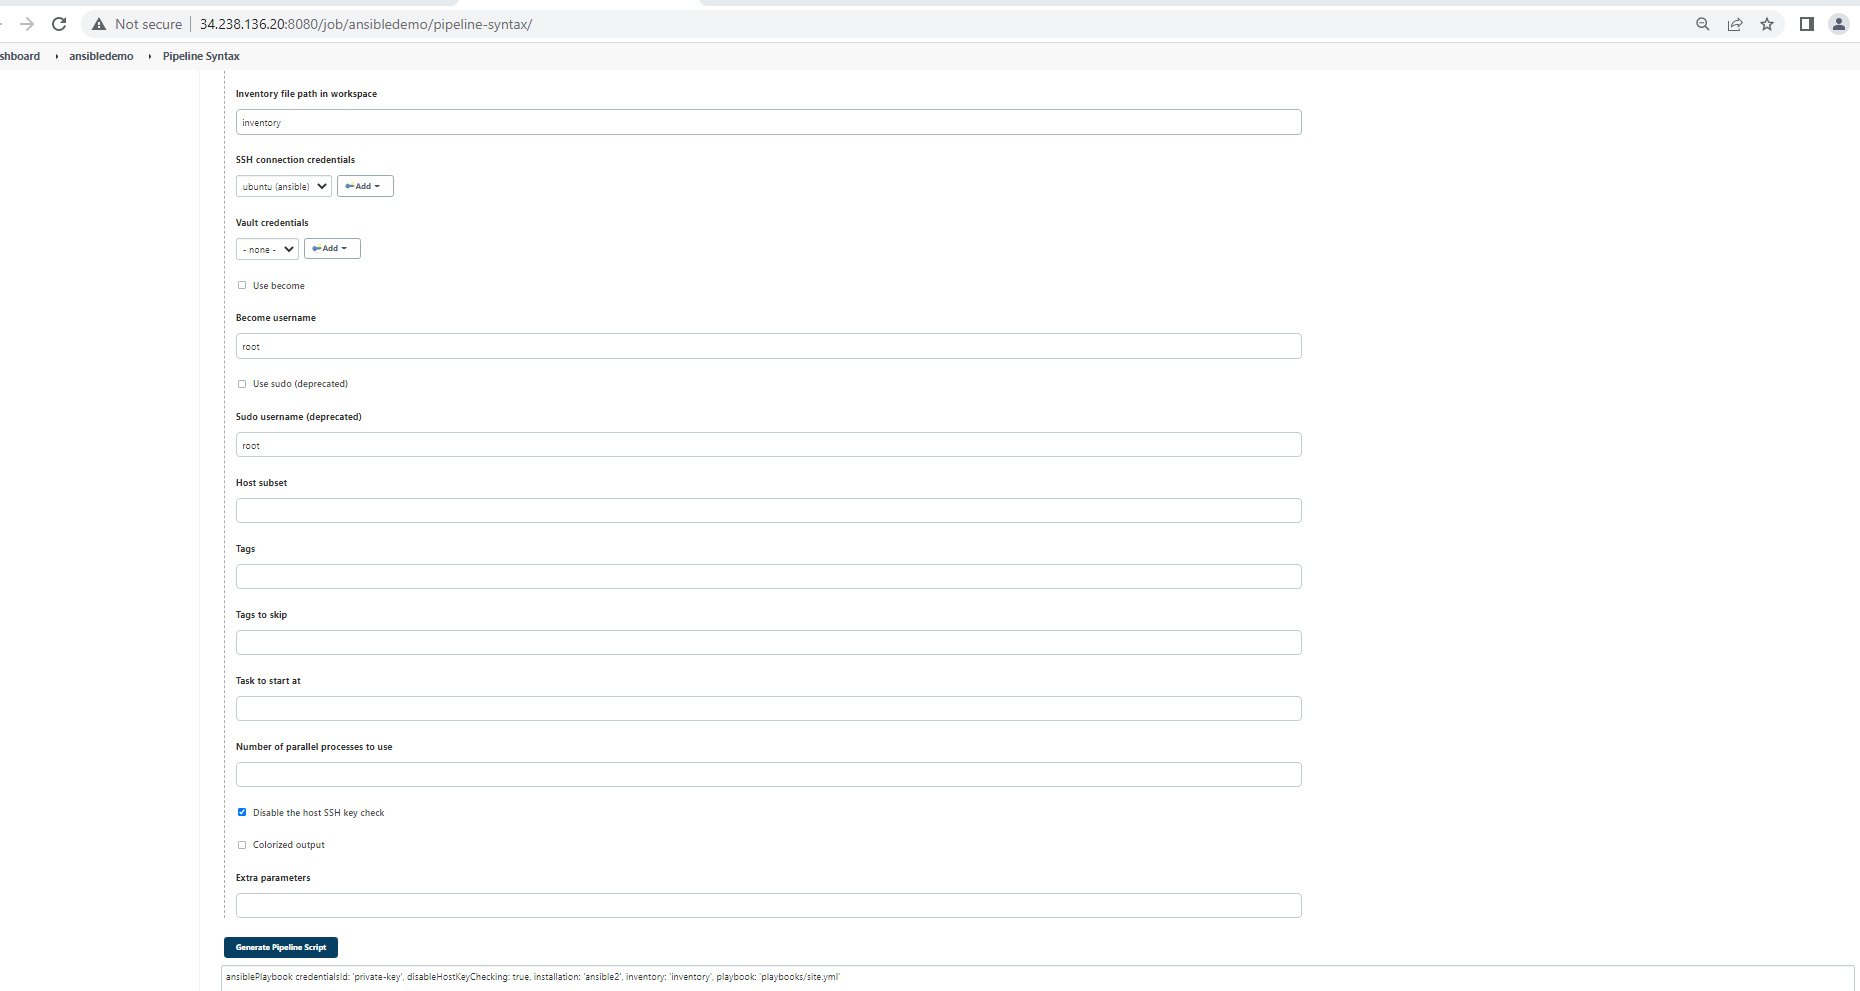 Not secure 34.238.136.20:8080/job/ansibledemo/pipeline-syntax/
shboard ansibledemo Pipeline Syntax
Inventory file path in workspace
inventory
SSH connection credentials
ubuntu (ansible) Add
Vault credentials
- none - Add
Use become
Become username
root
Use sudo (deprecated)
Sudo username (deprecated)
root
Host subset
Tags
Tags to skip
Task to start at
Number of parallel processes to use
Disable the host SSH key check
Colorized output
Extra parameters
Generate Pipeline Script
ansiblePlaybook credentialsId: 'private-key', disableHostKeyChecking: true, installation: 'ansible2', inventory: 'inventory', playbook: 'playbooks/site.yml'